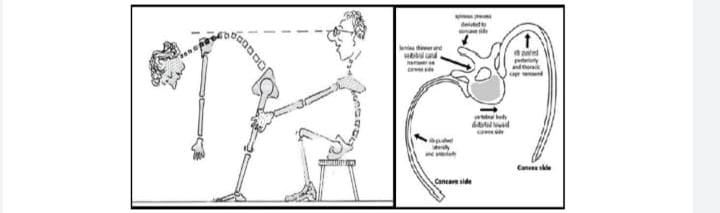 spinous process
deviated to
concave side
lamina thinner and
vertebral canal
narrower on
convex side
rib pushed
posteriorly
and thoracic
cage narrowed
vertebral body
distorted toward
convex side
rib pushed
laterally
and anteriorly
Convex side
Concave side